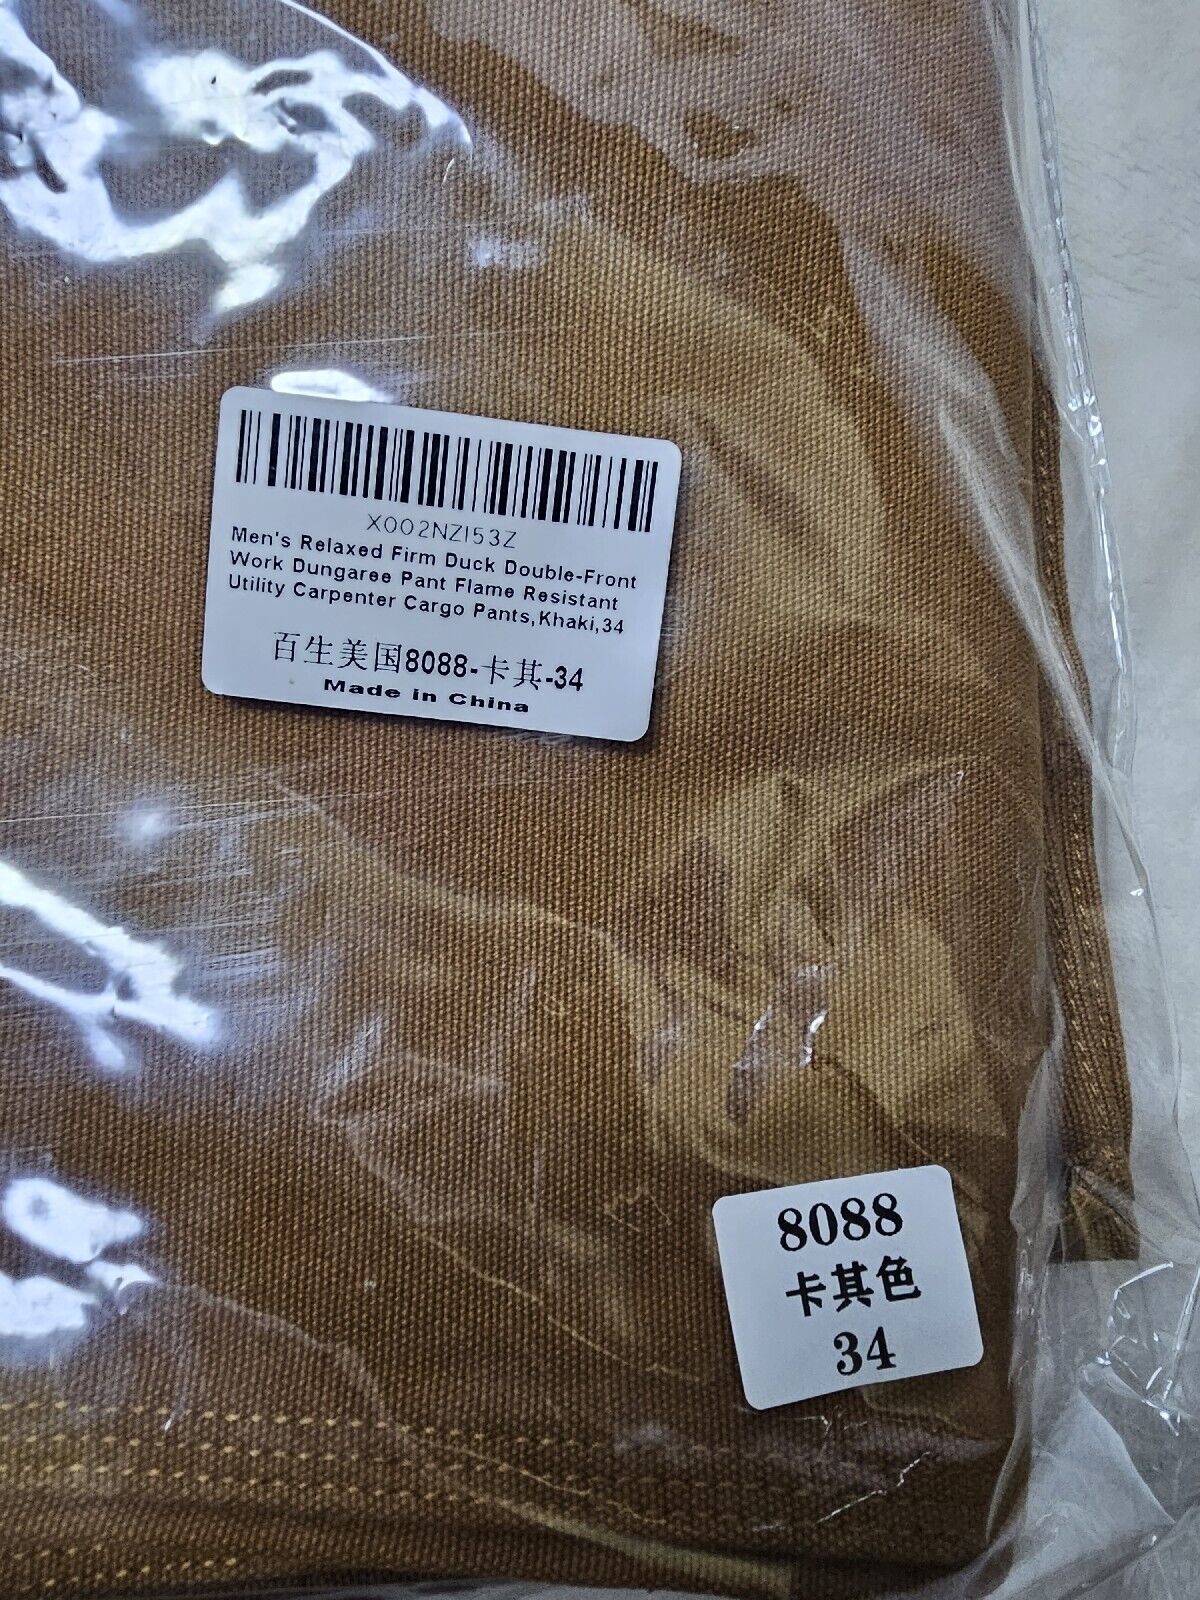 X002NZI53Z
Men's Relaxed Firm Duck Double-Front
Work Dungaree Pant Flame Resistant
Utility Carpenter Cargo Pants,Khaki,34
百生美国8088-卡其-34
Made in China
8088
卡其色
34